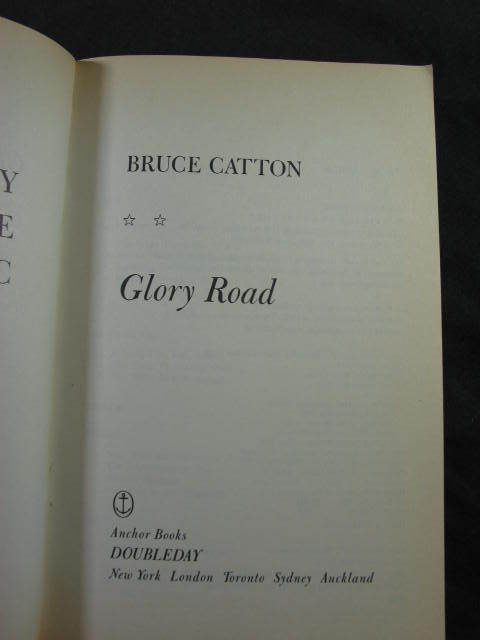 Y
E
C
BRUCE CATTON
☆ ☆
Glory Road
Anchor Books
DOUBLEDAY
New York London Toronto Sydney Auckland